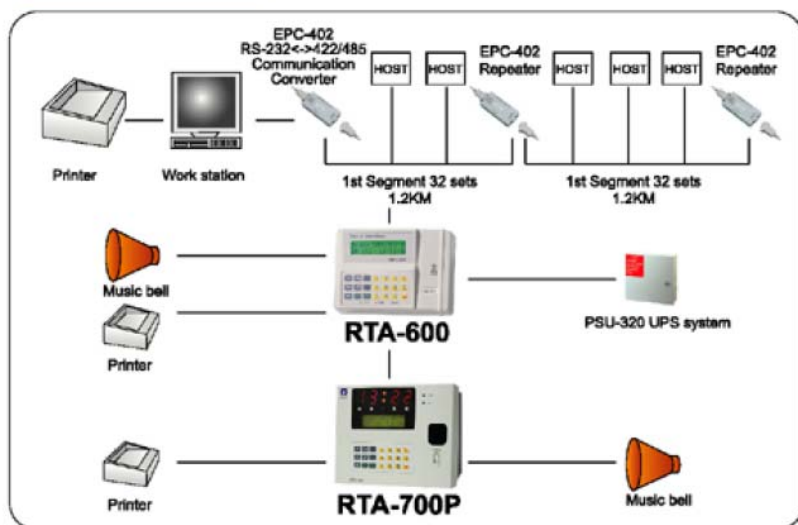 EPC-402
RS-232<->422/485
Communication
Converter
HOST
HOST
EPC-402
Repeater
HOST
HOST
HOST
EPC-402
Repeater
Printer
Work station
1st Segment 32 sets
1.2KM
1st Segment 32 sets
1.2KM
Music bell
Printer
RTA-600
PSU-320 UPS system
13:22
Printer
RTA-700P
Music bell